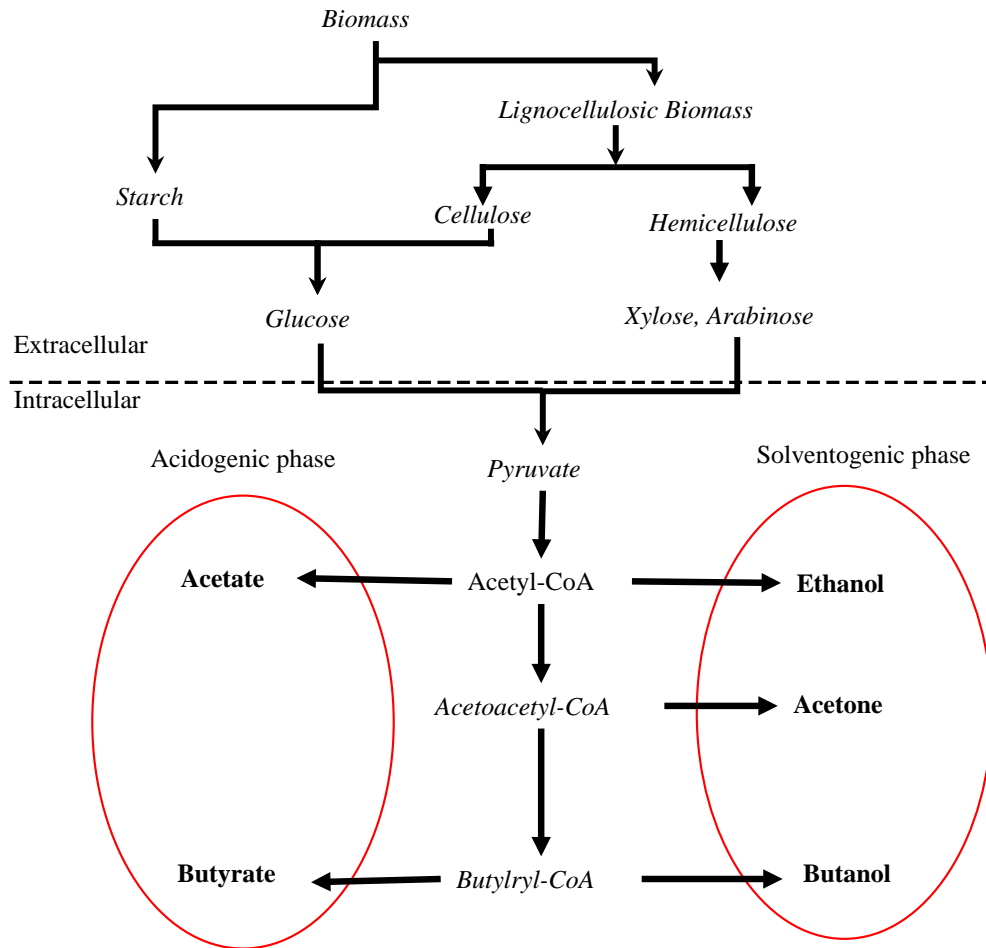 Biomass
Lignocellulosic Biomass
Starch
Cellulose
Hemicellulose
Glucose
Xylose, Arabinose
Extracellular
Intracellular
Acidogenic phase
Pyruvate
Solventogenic phase
Acetate
Acetyl-CoA
Ethanol
Acetoacetyl-CoA
Acetone
Butyrate
Butylryl-CoA
Butanol